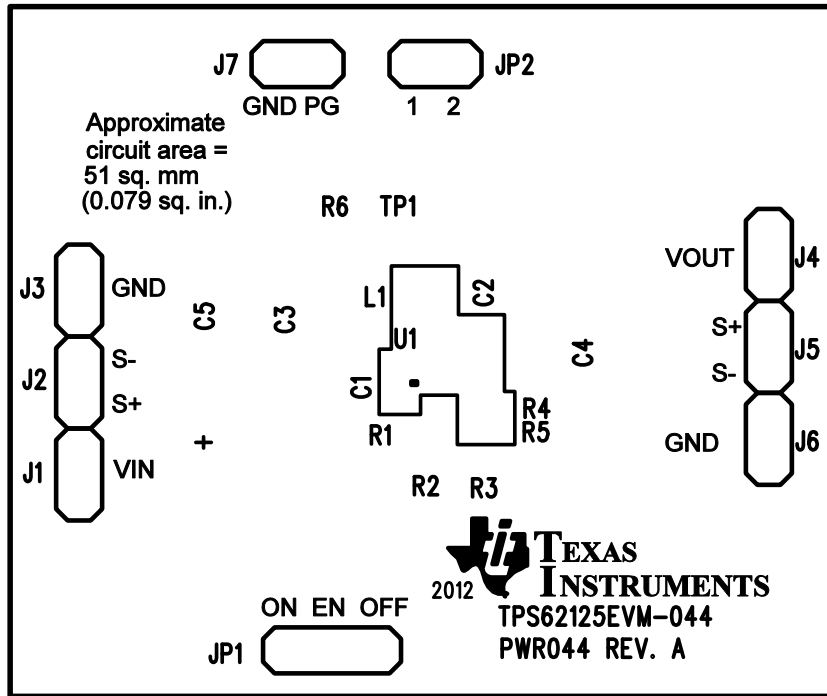 J7
JP2
GND PG
1 2
Approximate
circuit area =
51 sq. mm
(0.079 sq. in.)
R6 TP1
J3 GND
C5
C3
L1
C2
VOUT J4
U1
C4
S+
J5
S-
J2
S-
S+
C1
R4
R5
R1
GND J6
J1 VIN
+
R2 R3
TEXAS
INSTRUMENTS
2012
TPS62125EVM-044
PWR044 REV. A
ON EN OFF
JP1